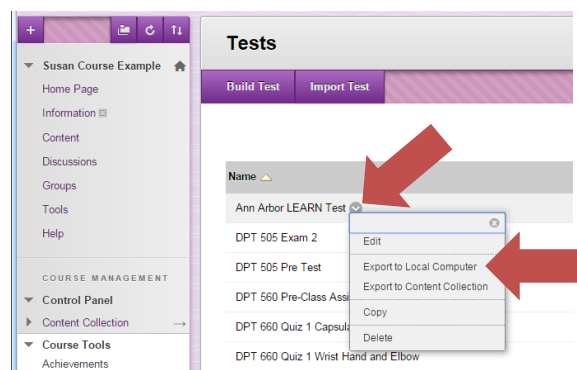 Susan Course Example
Home Page
Information
Content
Discussions
Groups
Tools
Help
COURSE MANAGEMENT
Control Panel
Content Collection
Course Tools
Achievements
Tests
Build Test Import Test
Name
Ann Arbor LEARN Test
DPT 505 Exam 2
DPT 505 Pre Test
DPT 560 Pre-Class
DPT 660 Quiz 1
DPT 660 Quiz 1 Wrist Hand and Elbow
Edit
Export to Local Computer
Export to Content Collection
Copy
Delete